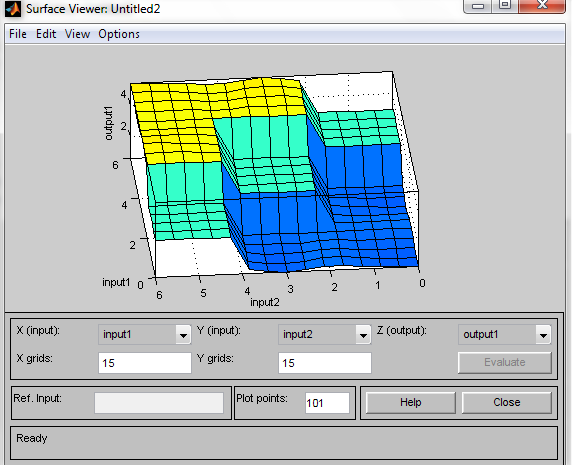 Surface Viewer: Untitled2
File Edit View Options
4
2
output1
6
4
2
input1 0
6 5 4 3 2 1 0
input2
X (input): input1 Y (input): input2 Z (output): output1
X grids: 15 Y grids: 15 Evaluate
Ref. Input: Plot points: 101 Help Close
Ready